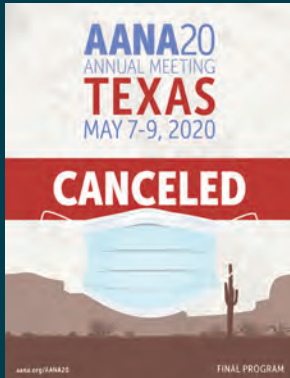 AANA20
ANNUAL MEETING
TEXAS
MAY 7-9, 2020
CANCELED
aana.org/AANA20 FINAL PROGRAM